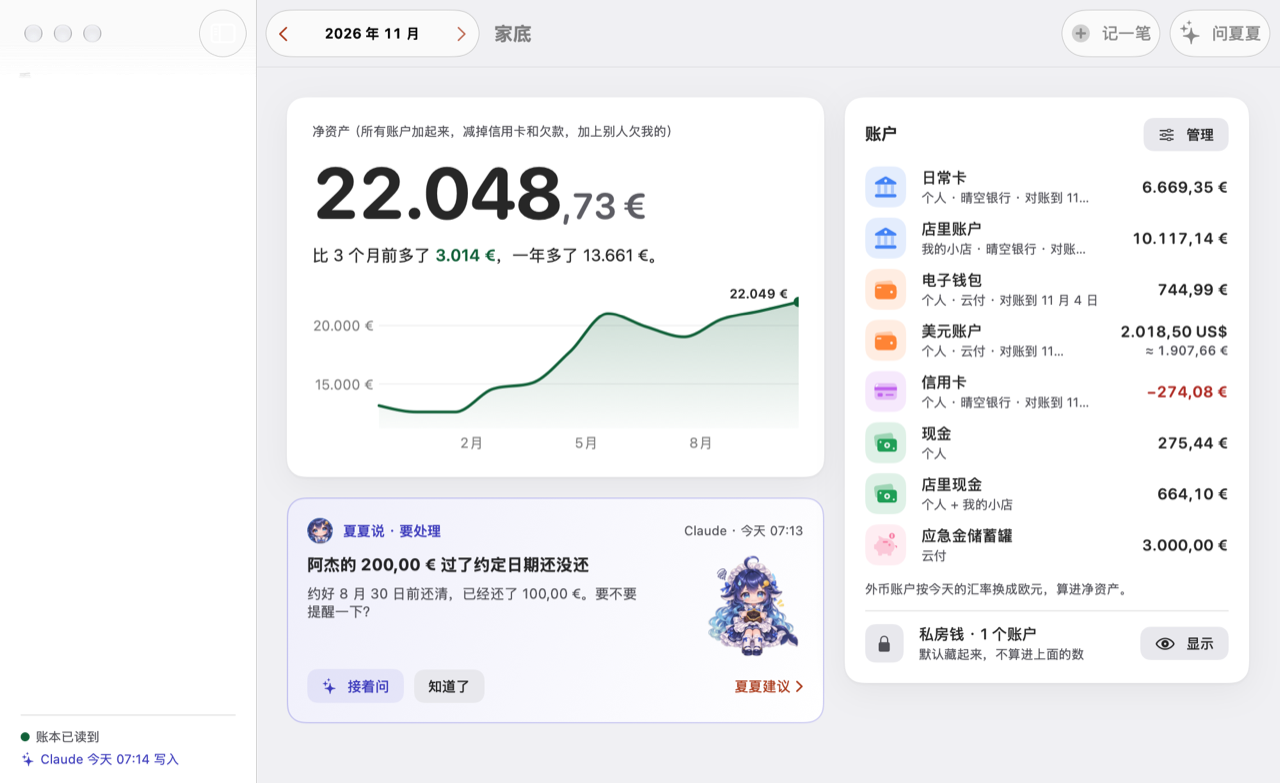 2026 年 11 月
家底
记一笔
问夏夏
净资产（所有账户加起来，减掉信用卡和欠款，加上别人欠我的）
22.048,73 €
比 3 个月前多了 3.014 €，一年多了 13.661 €。
22.049 €
20.000 €
15.000 €
2月
5月
8月
夏夏说 · 要处理
Claude · 今天 07:13
阿杰的 200,00 € 过了约定日期还没还
约好 8 月 30 日前还清，已经还了 100,00 €。要不要
提醒一下？
接着问
知道了
夏夏建议
账户
管理
日常卡
个人 · 晴空银行 · 对账到 11...
6.669,35 €
店里账户
我的小店 · 晴空银行 · 对账...
10.117,14 €
电子钱包
个人 · 云付 · 对账到 11 月 4 日
744,99 €
美元账户
个人 · 云付 · 对账到 11...
2.018,50 US$
≈ 1.907,66 €
信用卡
个人 · 晴空银行 · 对账到 11...
−274,08 €
现金
个人
275,44 €
店里现金
个人 + 我的小店
664,10 €
应急金储蓄罐
云付
3.000,00 €
外币账户按今天的汇率换成欧元，算进净资产。
私房钱 · 1 个账户
默认藏起来，不算进上面的数
显示
账本已读到
Claude 今天 07:14 写入